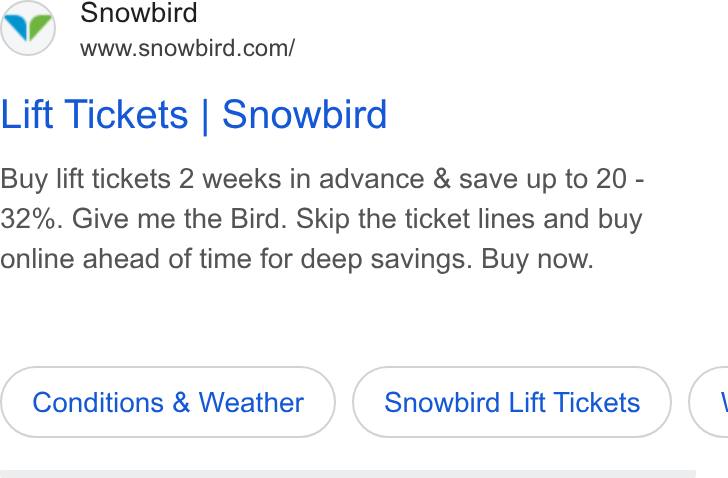 Snowbird
www.snowbird.com/
Lift Tickets | Snowbird
Buy lift tickets 2 weeks in advance & save up to 20 -
32%. Give me the Bird. Skip the ticket lines and buy
online ahead of time for deep savings. Buy now.
Conditions & Weather
Snowbird Lift Tickets